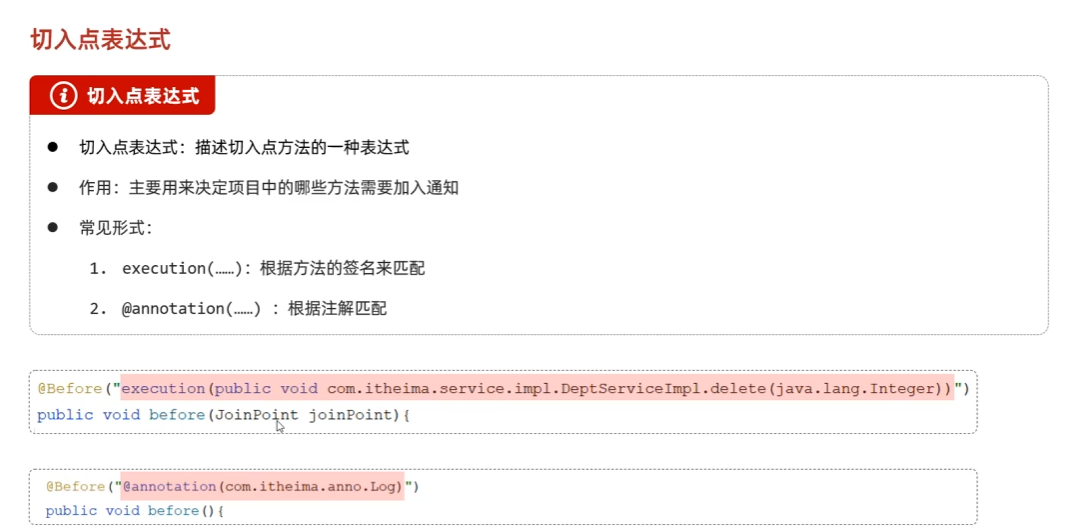 切入点表达式
切入点表达式
切入点表达式：描述切入点方法的一种表达式
作用：主要用来决定项目中的哪些方法需要加入通知
常见形式：
1. execution(……)：根据方法的签名来匹配
2. @annotation(……) ：根据注解匹配
@Before("execution(public void com.itheima.service.impl.DeptServiceImpl.delete(java.lang.Integer))")
public void before(JoinPoint joinPoint){
@Before("@annotation(com.itheima.anno.Log)")
public void before(){